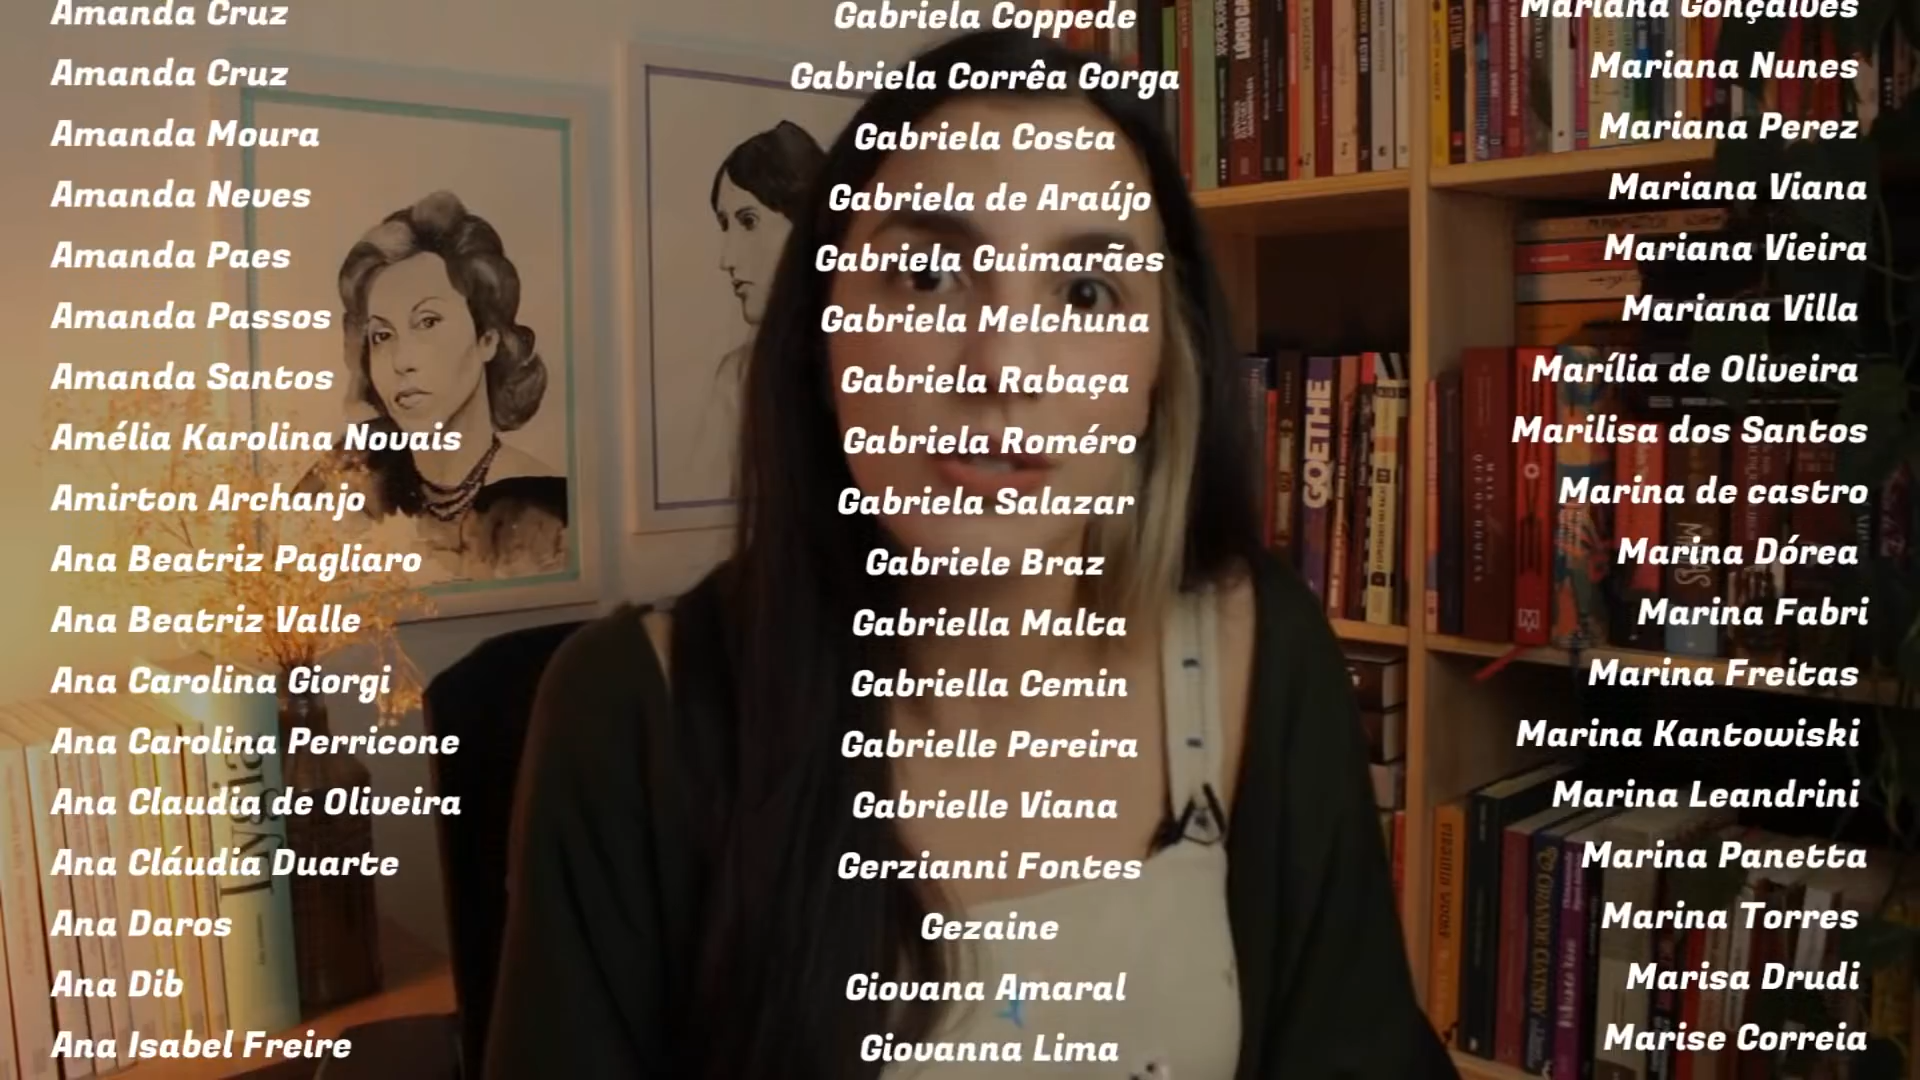 Amanda Cruz
Amanda Cruz
Amanda Moura
Amanda Neves
Amanda Paes
Amanda Passos
Amanda Santos
Amélia Karolina Novais
Amirton Archanjo
Ana Beatriz Pagliaro
Ana Beatriz Valle
Ana Carolina Giorgi
Ana Carolina Perricone
Ana Claudia de Oliveira
Ana Cláudia Duarte
Ana Daros
Ana Dib
Ana Isabel Freire
Gabriela Coppede
Gabriela Corrêa Gorga
Gabriela Costa
Gabriela de Araújo
Gabriela Guimarães
Gabriela Melchuna
Gabriela Rabaça
Gabriela Roméro
Gabriela Salazar
Gabriele Braz
Gabriella Malta
Gabriella Cemin
Gabrielle Pereira
Gabrielle Viana
Gerzianni Fontes
Gezaine
Giovana Amaral
Giovanna Lima
Mariana Gonçalves
Mariana Nunes
Mariana Perez
Mariana Viana
Mariana Vieira
Mariana Villa
Marília de Oliveira
Marilisa dos Santos
Marina de castro
Marina Dórea
Marina Fabri
Marina Freitas
Marina Kantowiski
Marina Leandrini
Marina Panetta
Marina Torres
Marisa Drudi
Marise Correia
GOETHE
Lygia